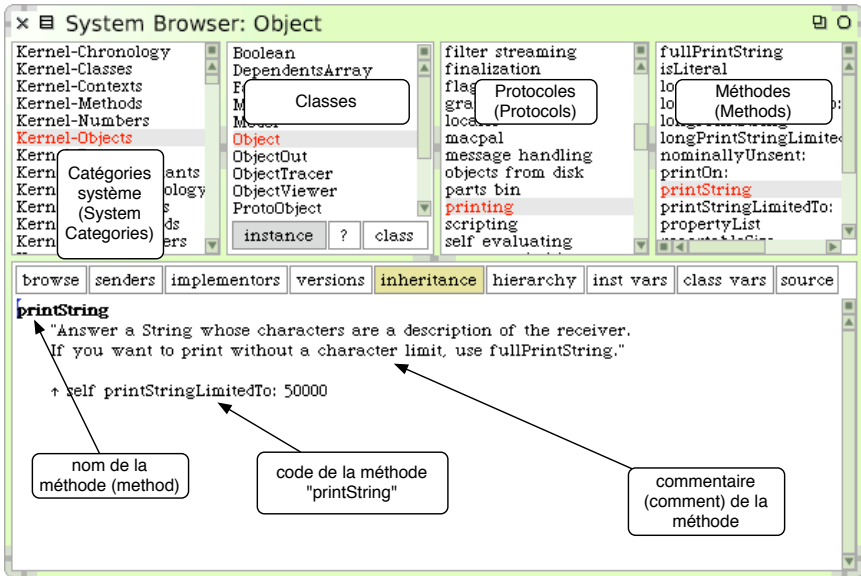 System Browser: Object
Kernel-Chronology
Kernel-Classes
Kernel-Contexts
Kernel-Methods
Kernel-Numbers
Kernel-Objects
Catégories
système
(System
Categories)
Boolean
DependentsArray
Classes
Object
ObjectOut
ObjectTracer
ObjectViewer
ProtoObject
instance
?
class
filter streaming
finalization
Protocoles
(Protocols)
macpal
message handling
objects from disk
parts bin
printing
scripting
self evaluating
fullPrintString
isLiteral
Méthodes
(Methods)
longPrintStringLimited
nominallyUnsent:
printOn:
printString
printStringLimitedTo:
propertyList
browse
senders
implementors
versions
inheritance
hierarchy
inst vars
class vars
source
printString
"Answer a String whose characters are a description of the receiver.
If you want to print without a character limit, use fullPrintString."
↑ self printStringLimitedTo: 50000
nom de la
méthode (method)
code de la méthode
"printString"
commentaire
(comment) de la
méthode